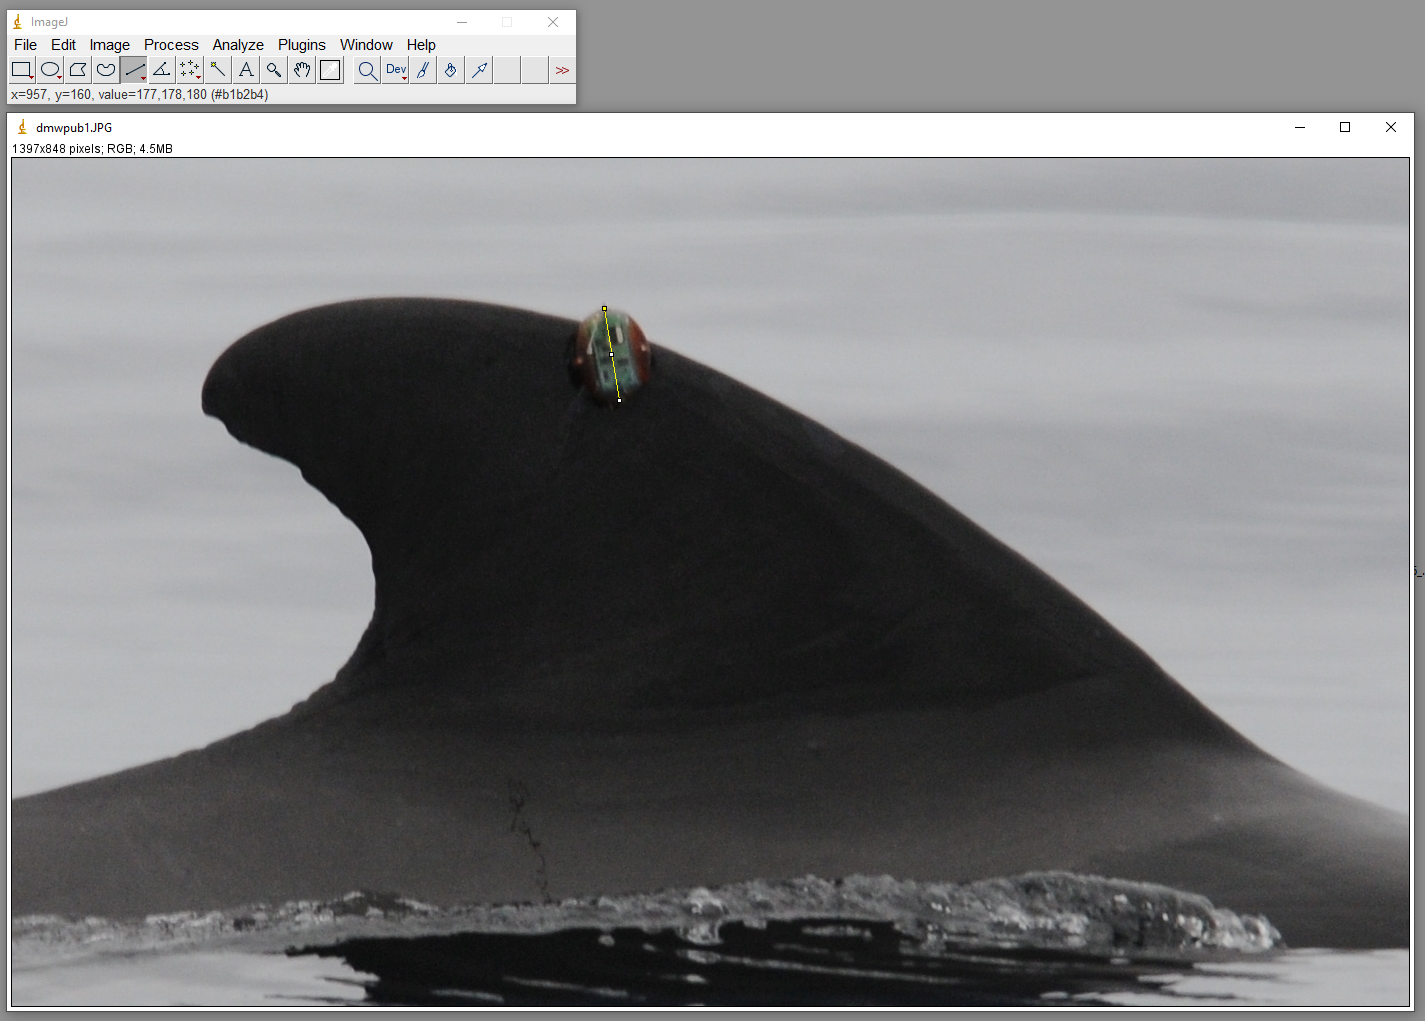 ImageJ
File Edit Image Process Analyze Plugins Window Help
A Dev >>
x=957, y=160, value=177,178,180 (#b1b2b4)
dmwpub1.JPG
1397x848 pixels; RGB; 4.5MB